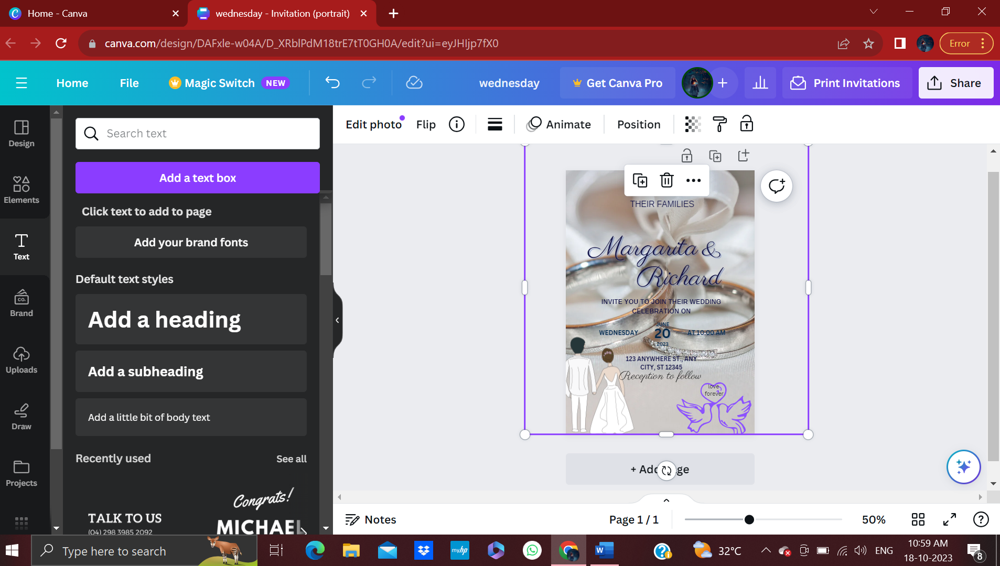 Home - Canva
wednesday - Invitation (portrait)
canva.com/design/DAFxle-w04A/D_XRblPdM18trE7tT0GH0A/edit?ui=eyJHIjp7fX0
Error
Home
File
Magic Switch
NEW
wednesday
Get Canva Pro
Print Invitations
Share
Design
Elements
Text
Brand
CO.
Uploads
Draw
Projects
Search text
Add a text box
Click text to add to page
Add your brand fonts
Default text styles
Add a heading
Add a subheading
Add a little bit of body text
Recently used
See all
TALK TO US
(04) 298 3985 2092
Congrats!
MICHAEL
Edit photo
Flip
Animate
Position
THEIR FAMILIES
Margarita &
Richard
INVITE YOU TO JOIN THEIR WEDDING
CELEBRATION ON
JUNE
WEDNESDAY
20
AT 10:00 AM
2023
123 ANYWHERE ST., ANY
CITY, ST 12345
Reception to follow
love
forever
Notes
Page 1 / 1
50%
Type here to search
myhp
W
32°C
ENG
10:59 AM
18-10-2023
8